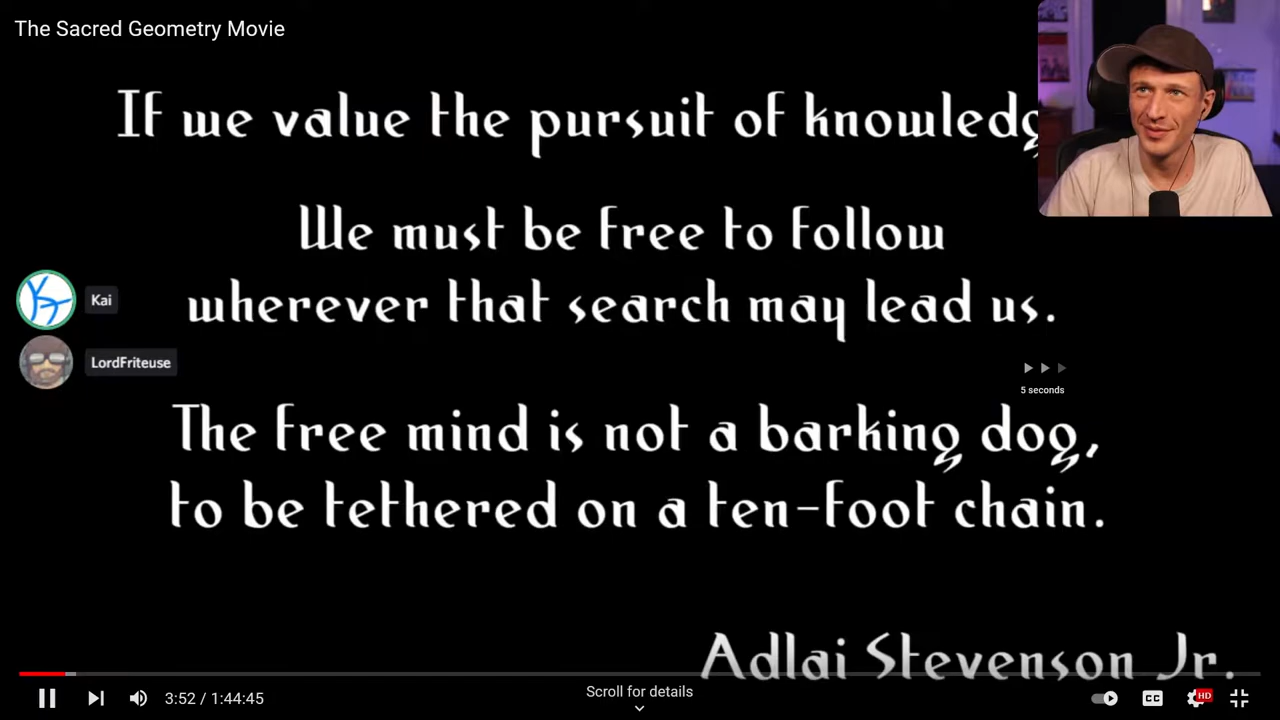 The Sacred Geometry Movie
If we value the pursuit of
We must be free to follow
Kai
wherever that search may lead us.
LordFriteuse
5 seconds
The free mind is not a barking dog,
to be tethered on a ten-foot chain.
Adlai Stevenson Jr.
Scroll for details
3:52 / 1:44:45
CC
HD